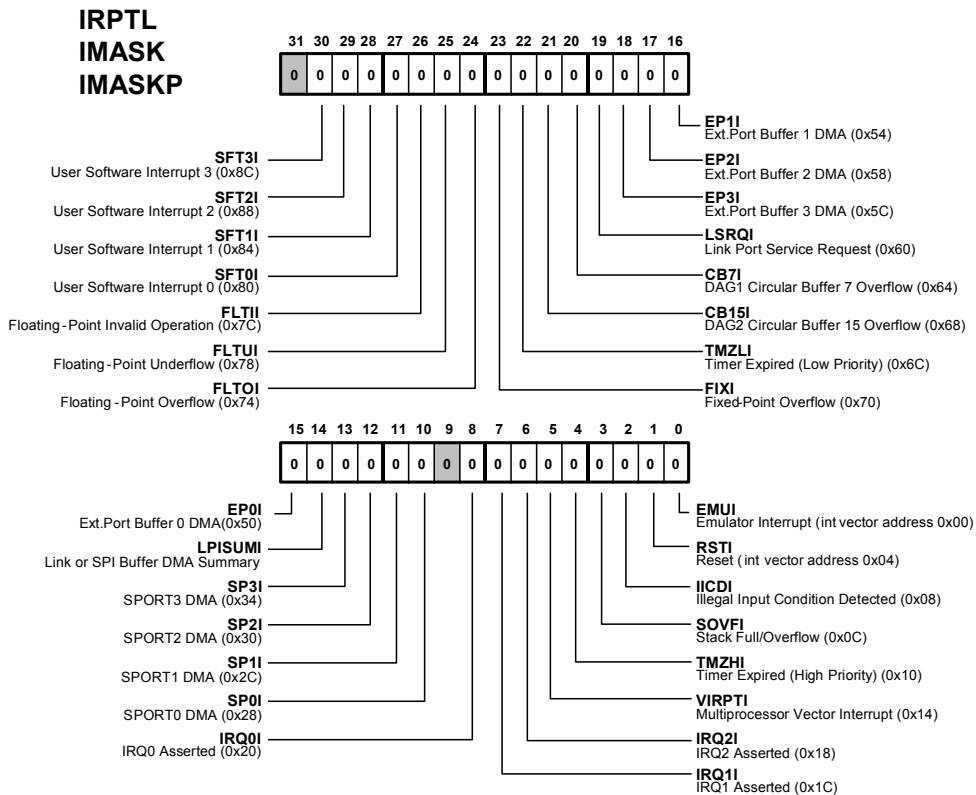 IRPTL
IMASK
IMASKP
31 30 29 28 27 26 25 24 23 22 21 20 19 18 17 16
0 0 0 0 0 0 0 0 0 0 0 0 0 0 0 0
SFT3I
User Software Interrupt 3 (0x8C)
SFT2I
User Software Interrupt 2 (0x88)
SFT1I
User Software Interrupt 1 (0x84)
SFT0I
User Software Interrupt 0 (0x80)
FLTII
Floating-Point Invalid Operation (0x7C)
FLTUI
Floating-Point Underflow (0x78)
FLTOI
Floating -Point Overflow (0x74)
EP1I
Ext.Port Buffer 1 DMA (0x54)
EP2I
Ext.Port Buffer 2 DMA (0x58)
EP3I
Ext.Port Buffer 3 DMA (0x5C)
LSRQI
Link Port Service Request (0x60)
CB7I
DAG1 Circular Buffer 7 Overflow (0x64)
CB15I
DAG2 Circular Buffer 15 Overflow (0x68)
TMZLI
Timer Expired (Low Priority) (0x6C)
FIXI
Fixed-Point Overflow (0x70)
15 14 13 12 11 10 9 8 7 6 5 4 3 2 1 0
0 0 0 0 0 0 0 0 0 0 0 0 0 0 0 0
EP0I
Ext.Port Buffer 0 DMA(0x50)
LPISUMI
Link or SPI Buffer DMA Summary
SP3I
SPORT3 DMA (0x34)
SP2I
SPORT2 DMA (0x30)
SP1I
SPORT1 DMA (0x2C)
SP0I
SPORT0 DMA (0x28)
IRQ0I
IRQ0 Asserted (0x20)
EMUI
Emulator Interrupt (int vector address 0x00)
RSTI
Reset (int vector address 0x04)
IICDI
Illegal Input Condition Detected (0x08)
SOVFI
Stack Full/Overflow (0x0C)
TMZHI
Timer Expired (High Priority) (0x10)
VIRPTI
Multiprocessor Vector Interrupt (0x14)
IRQ2I
IRQ2 Asserted (0x18)
IRQ1I
IRQ1 Asserted (0x1C)